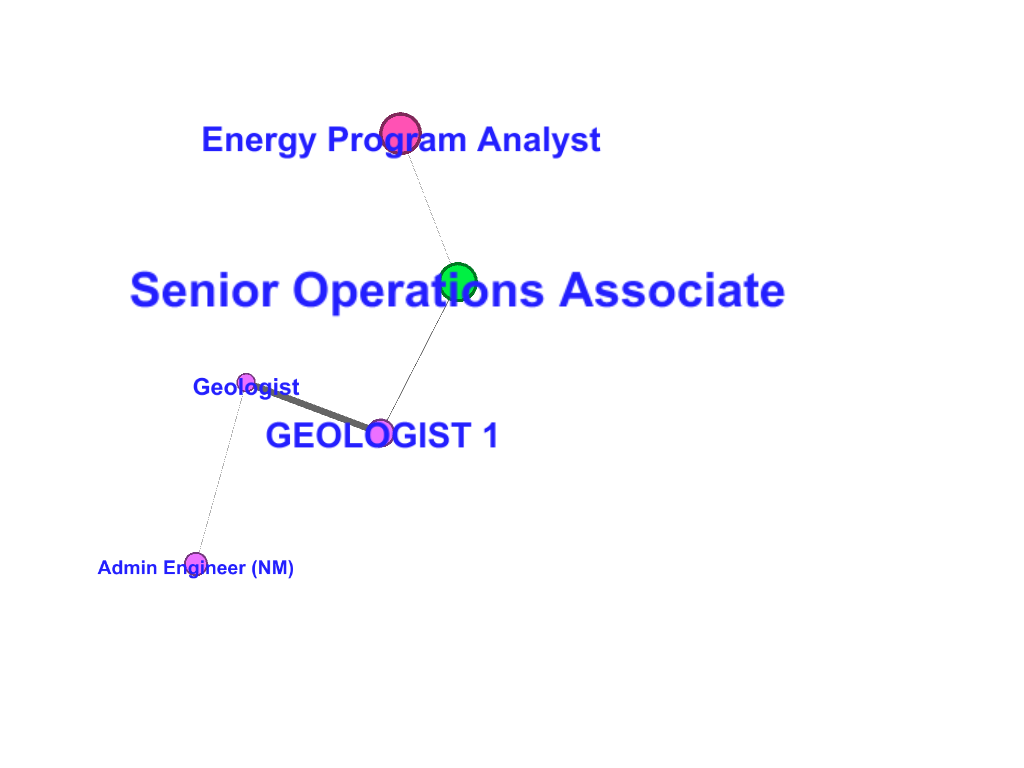 Energy Program Analyst
Senior Operations Associate
Geologist
GEOLOGIST 1
Admin Engineer (NM)